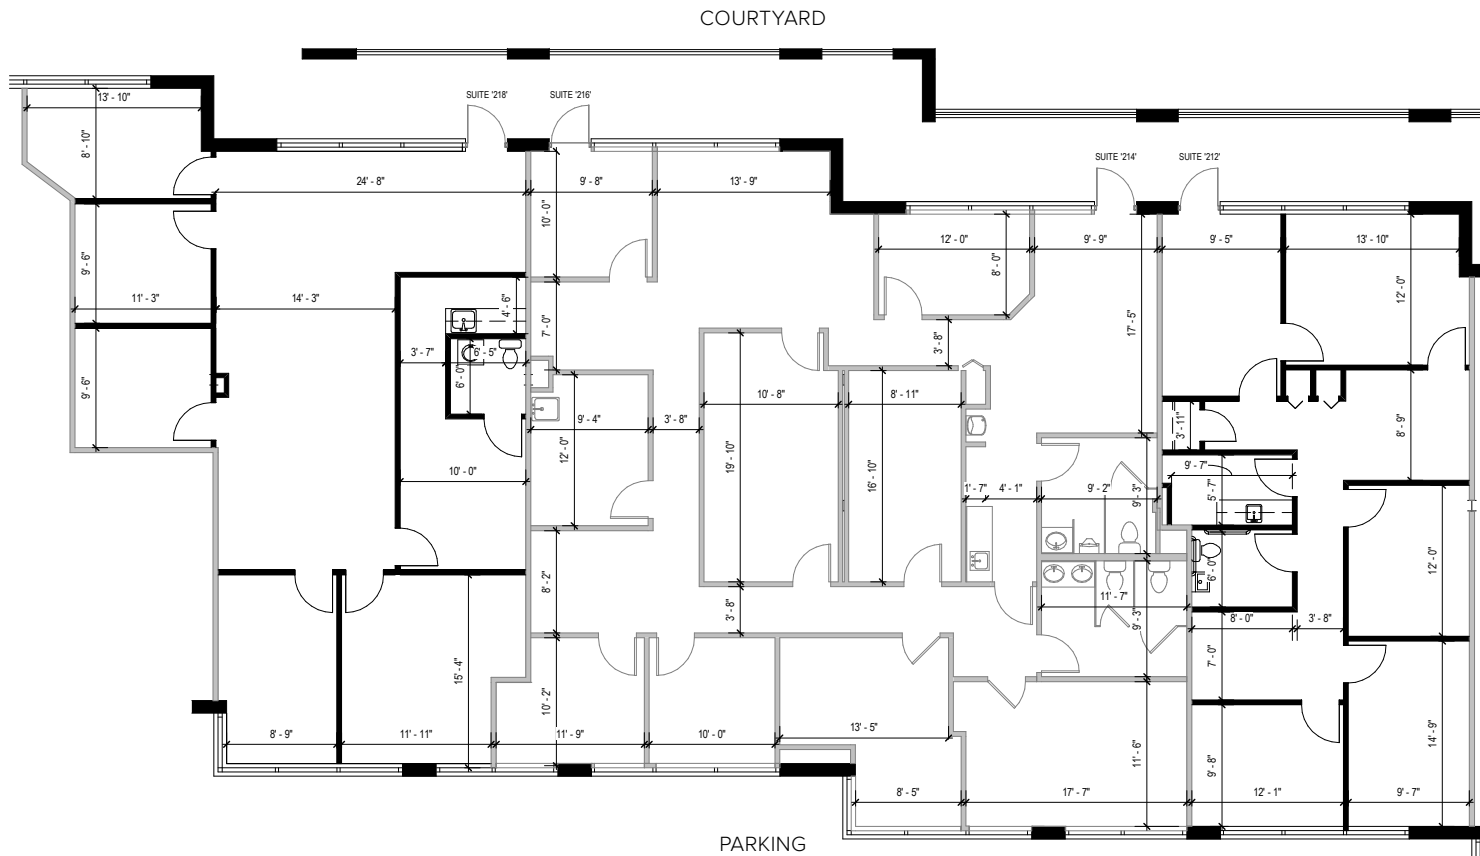 COURTYARD
SUITE '218'
SUITE '216'
13' - 10"
8' - 10"
SUITE '214'
SUITE '212'
24' - 8"
9' - 8"
13' - 9"
10' - 0"
12' - 0"
8' - 0"
9' - 9"
9' - 5"
13' - 10"
9' - 6"
11' - 3"
14' - 3"
4' - 6"
7' - 0"
17' - 5"
12' - 0"
3' - 8"
3' - 7"
6' - 5"
6' - 0"
9' - 6"
10' - 8"
8' - 11"
9' - 4"
3' - 8"
12' - 0"
3' - 11"
8' - 9"
19' - 10"
16' - 10"
10' - 0"
9' - 7"
5' - 7"
1' - 7"
4' - 1"
9' - 2"
9' - 3"
12' - 0"
6' - 0"
8' - 2"
3' - 8"
11' - 7"
9' - 3"
8' - 0"
3' - 8"
7' - 0"
15' - 4"
10' - 2"
8' - 9"
11' - 11"
11' - 9"
10' - 0"
13' - 5"
11' - 6"
9' - 8"
14' - 9"
8' - 5"
17' - 7"
12' - 1"
9' - 7"
PARKING